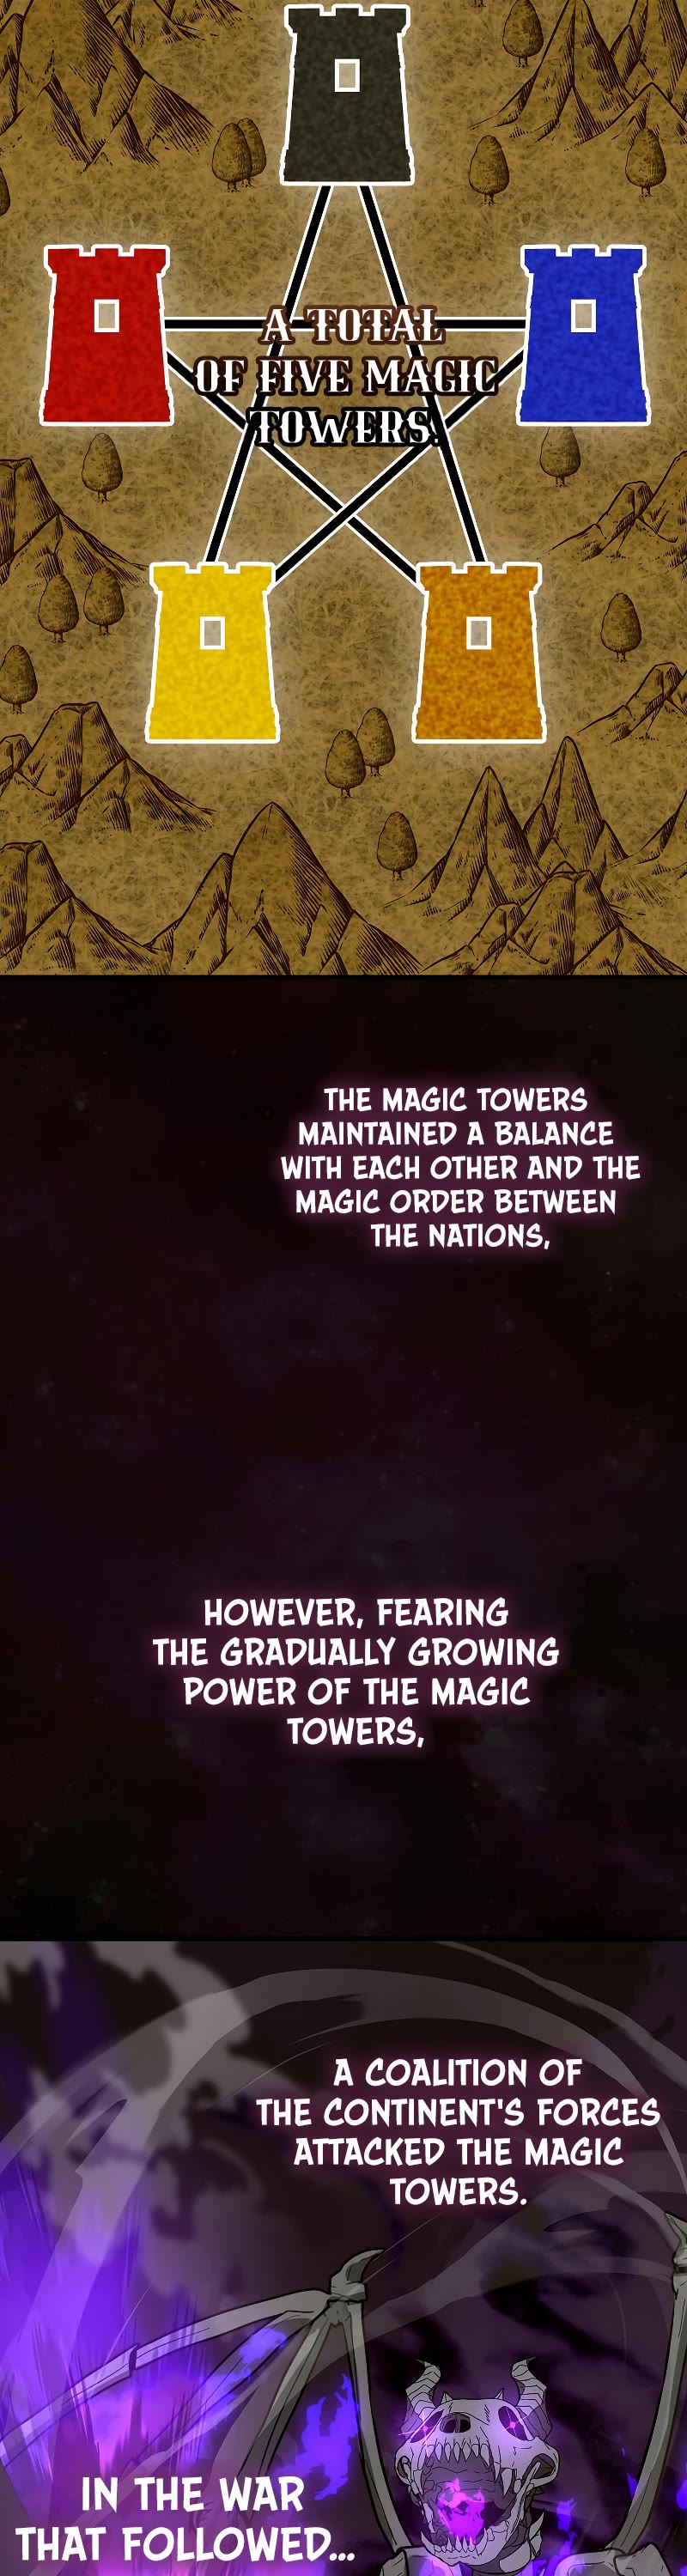 A TOTAL
OF FIVE MAGIC
TOWERS.
THE MAGIC TOWERS
MAINTAINED A BALANCE
WITH EACH OTHER AND THE
MAGIC ORDER BETWEEN
THE NATIONS,
HOWEVER, FEARING
THE GRADUALLY GROWING
POWER OF THE MAGIC
TOWERS,
A COALITION OF
THE CONTINENT'S FORCES
ATTACKED THE MAGIC
TOWERS.
IN THE WAR
THAT FOLLOWED...